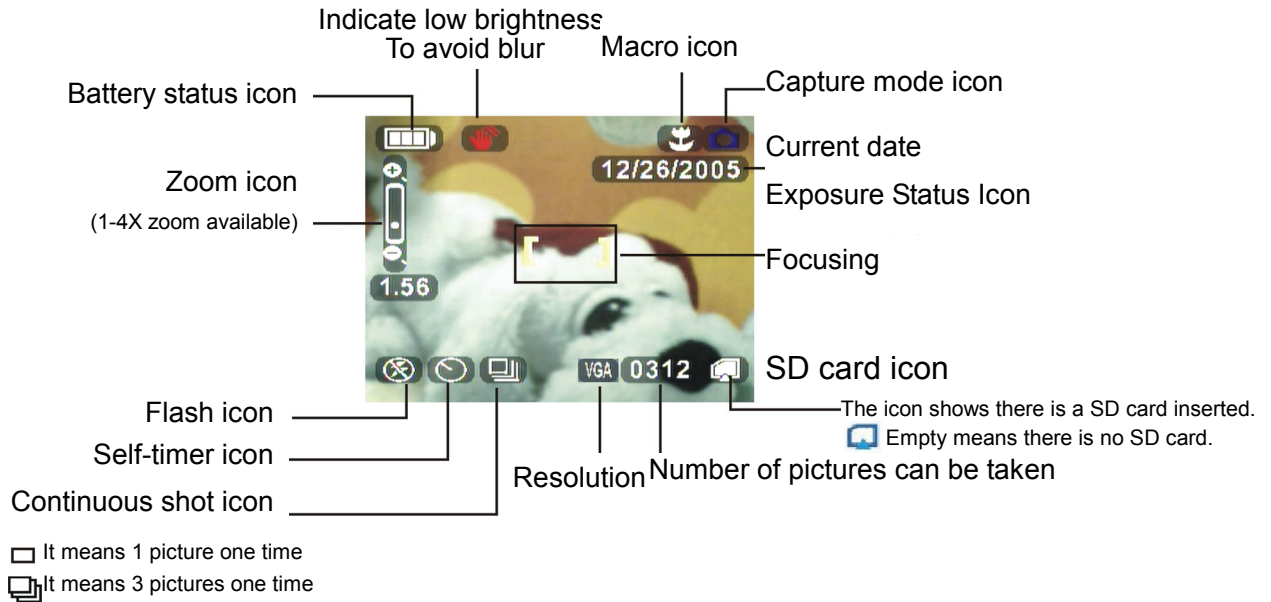 Indicate low brightness
To avoid blur
Macro icon
Battery status icon
Capture mode icon
Current date
12/26/2005
Zoom icon
Exposure Status Icon
(1-4X zoom available)
Focusing
1.56
VGA
0312
SD card icon
Flash icon
The icon shows there is a SD card inserted.
Empty means there is no SD card.
Self-timer icon
Resolution
Number of pictures can be taken
Continuous shot icon
It means 1 picture one time
It means 3 pictures one time